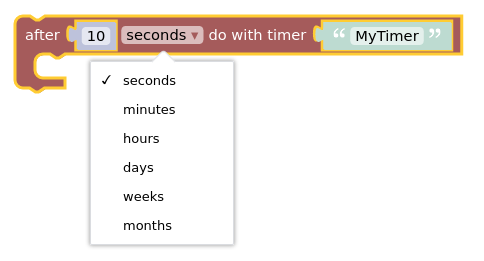 after 10 seconds ▾ do with timer “ MyTimer ”
✓ seconds
minutes
hours
days
weeks
months